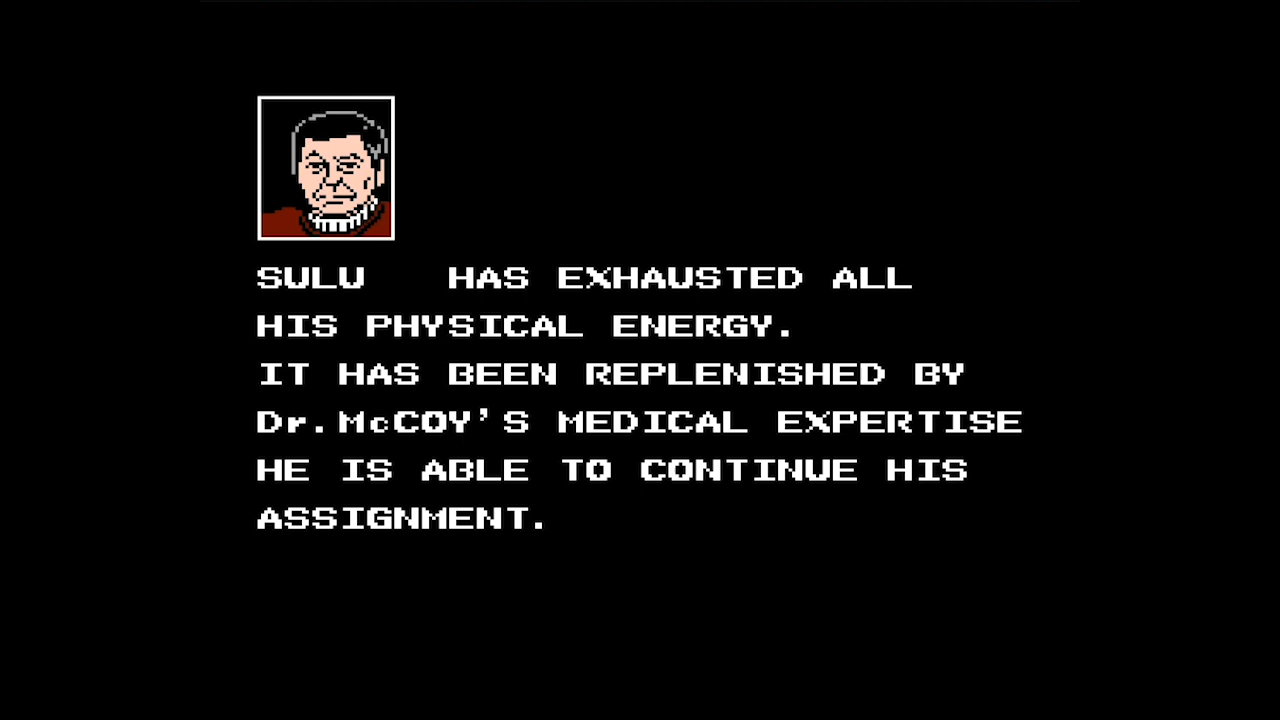 SULU   HAS EXHAUSTED ALL
HIS PHYSICAL ENERGY.
IT HAS BEEN REPLENISHED BY
Dr.McCOY'S MEDICAL EXPERTISE
HE IS ABLE TO CONTINUE HIS
ASSIGNMENT.